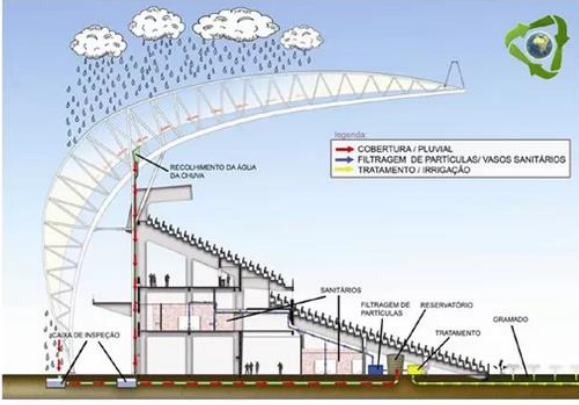 legenda:
COBERTURA / PLUVIAL
FILTRAGEM DE PARTÍCULAS/ VASOS SANITÁRIOS
TRATAMENTO / IRRIGAÇÃO
RECOLHIMENTO DA ÁGUA
DA CHUVA
SANITÁRIOS
FILTRAGEM DE
PARTÍCULAS
RESERVATÓRIO
GRAMADO
TRATAMENTO
CAIXA DE INSPEÇÃO